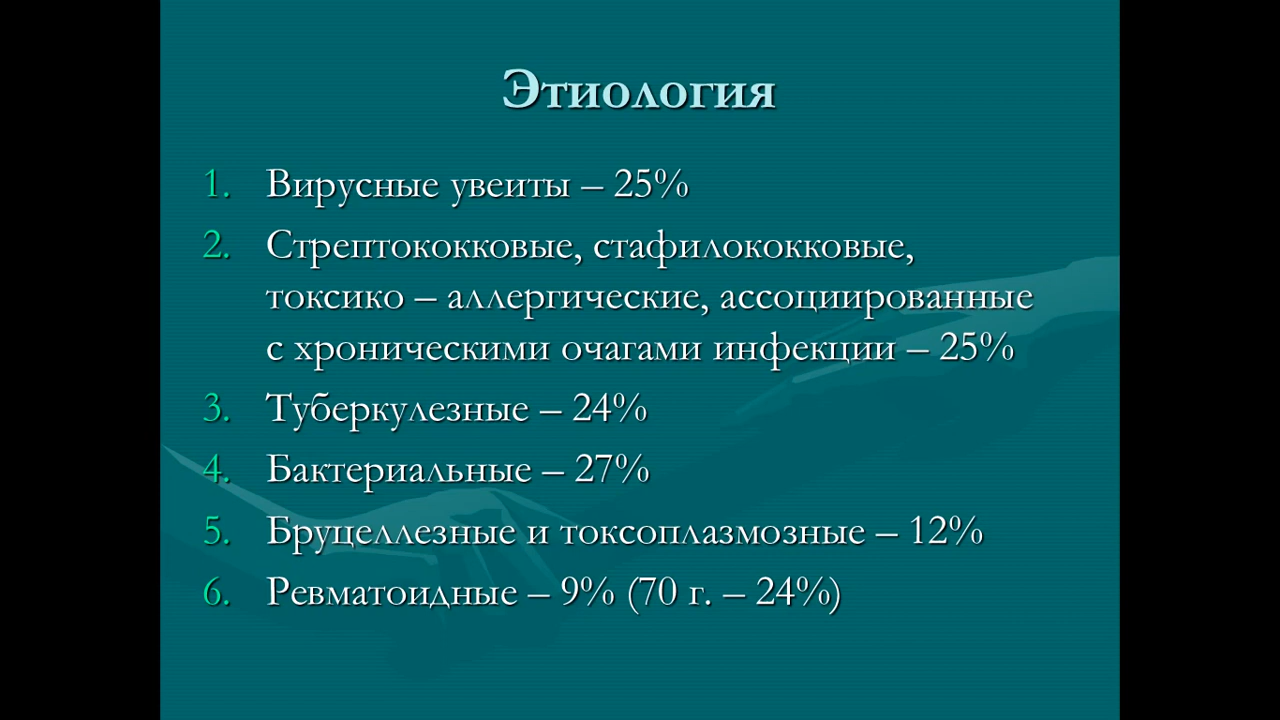 Этиология
1. Вирусные увеиты – 25%
2. Стрептококковые, стафилококковые,
токсико – аллергические, ассоциированные
с хроническими очагами инфекции – 25%
3. Туберкулезные – 24%
4. Бактериальные – 27%
5. Бруцеллезные и токсоплазмозные – 12%
6. Ревматоидные – 9% (70 г. – 24%)